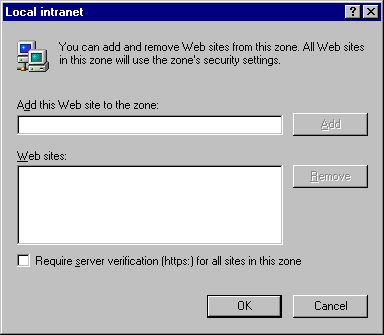 Local intranet
You can add and remove Web sites from this zone. All Web sites
in this zone will use the zone's security settings.
Add this Web site to the zone:
Add
Web sites:
Remove
Require server verification (https:) for all sites in this zone
OK
Cancel